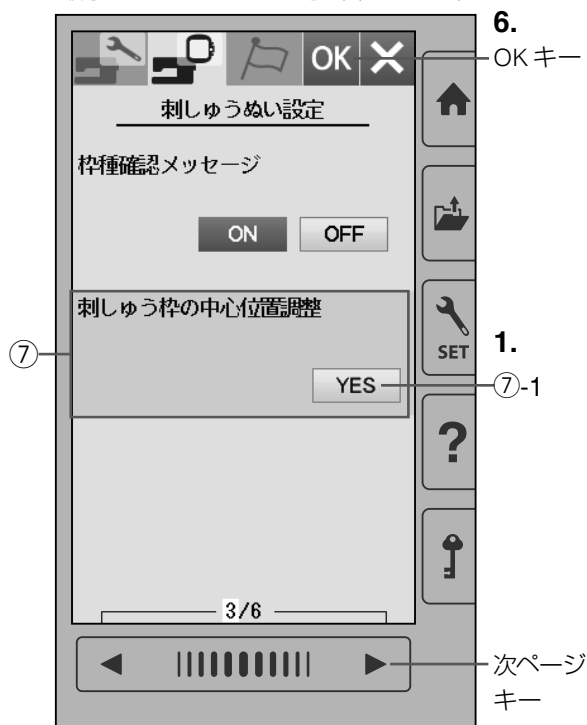 6.
OK
OKキー
刺しゅうぬい設定
枠種確認メッセージ
ON OFF
刺しゅう枠の中心位置調整
⑦
SET
1.
YES
⑦-1
?
3/6
次ページ
キー